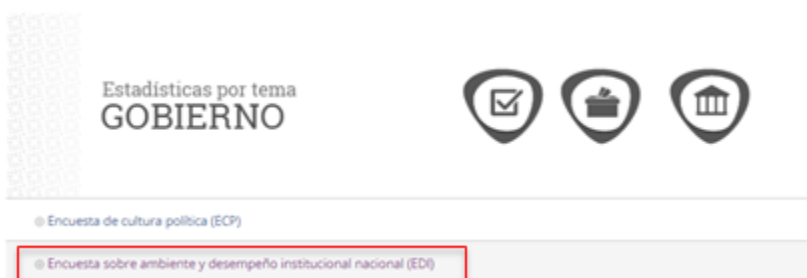 Estadísticas por tema
GOBIERNO
Encuesta de cultura política (ECP)
Encuesta sobre ambiente y desempeño institucional nacional (EDI)